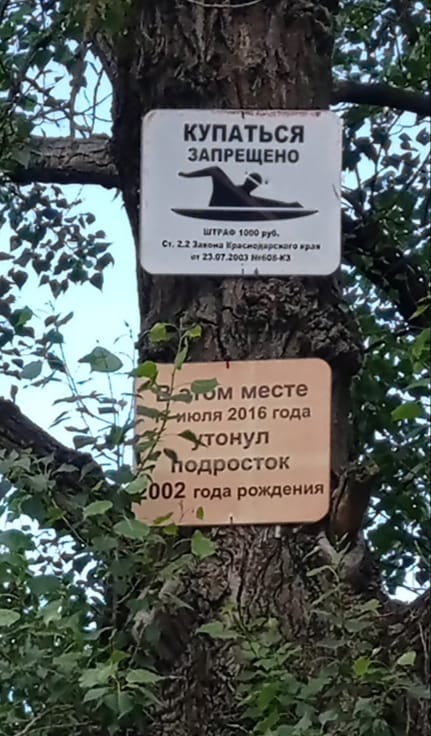 КУПАТЬСЯ
ЗАПРЕЩЕНО
ШТРАФ 1000 руб.
Ст. 2.2 Закона Краснодарского края
от 23.07.2003 №608-КЗ
В этом месте
июля 2016 года
утонул
подросток
2002 года рождения